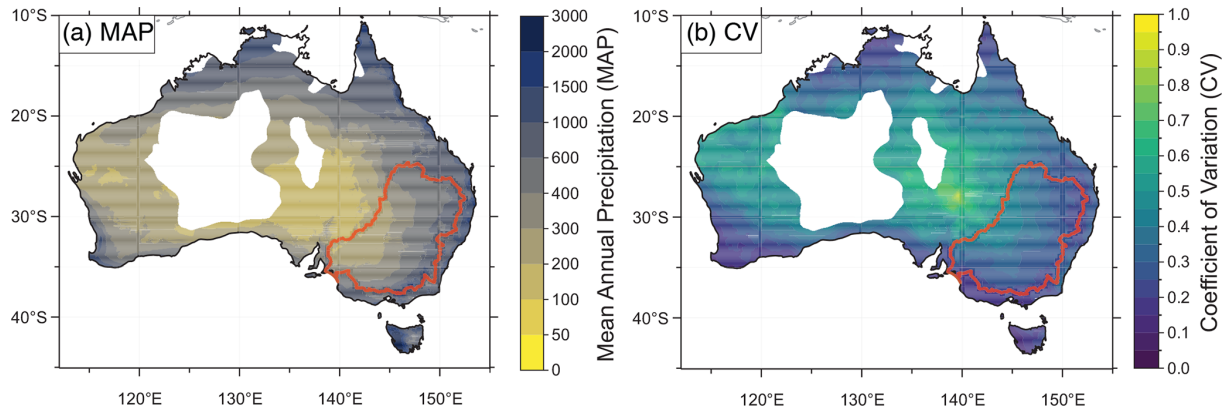 (a) MAP
10°S
20°S
30°S
40°S
120°E
130°E
140°E
150°E
3000
2000
1500
1000
600
400
300
200
100
50
0
Mean Annual Precipitation (MAP)
(b) CV
10°S
20°S
30°S
40°S
120°E
130°E
140°E
150°E
1.0
0.9
0.8
0.7
0.6
0.5
0.4
0.3
0.2
0.1
0.0
Coefficient of Variation (CV)